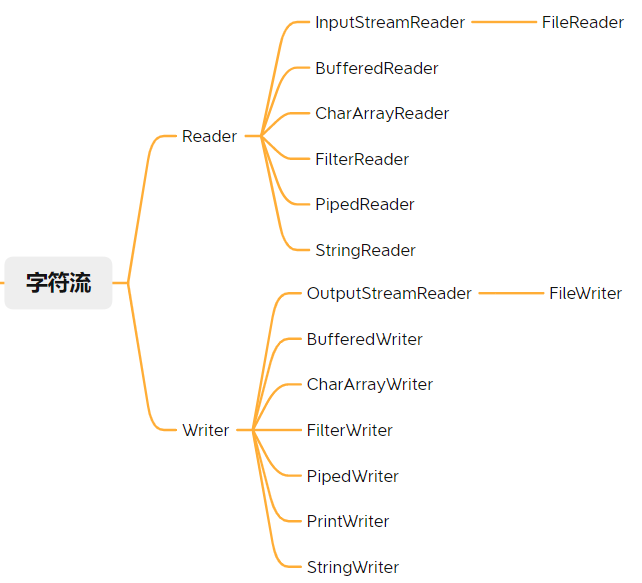 字符流
Reader
InputStreamReader
FileReader
BufferedReader
CharArrayReader
FilterReader
PipedReader
StringReader
Writer
OutputStreamReader
FileWriter
BufferedWriter
CharArrayWriter
FilterWriter
PipedWriter
PrintWriter
StringWriter